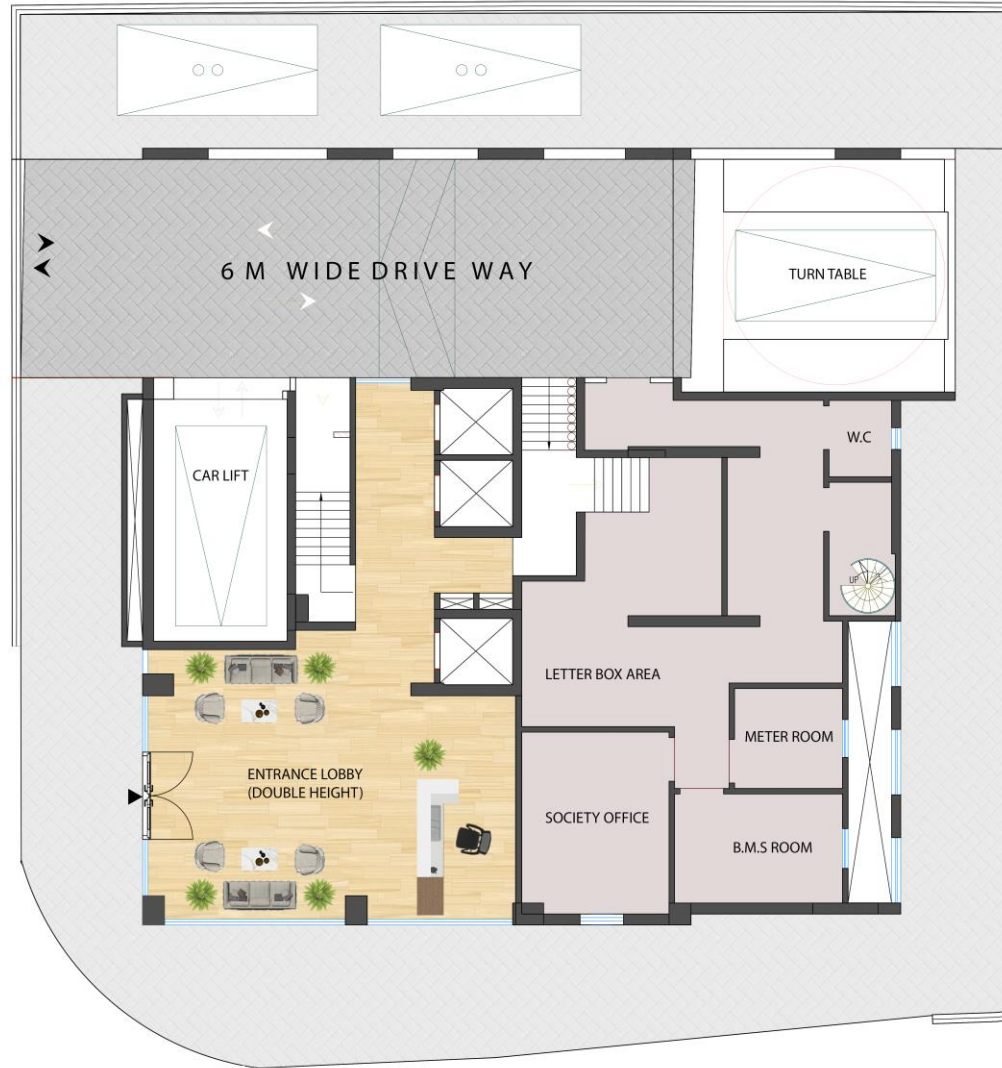 6 M WIDE DRIVE WAY
TURN TABLE
CAR LIFT
W.C
UP
LETTER BOX AREA
METER ROOM
ENTRANCE LOBBY
(DOUBLE HEIGHT)
SOCIETY OFFICE
B.M.S ROOM